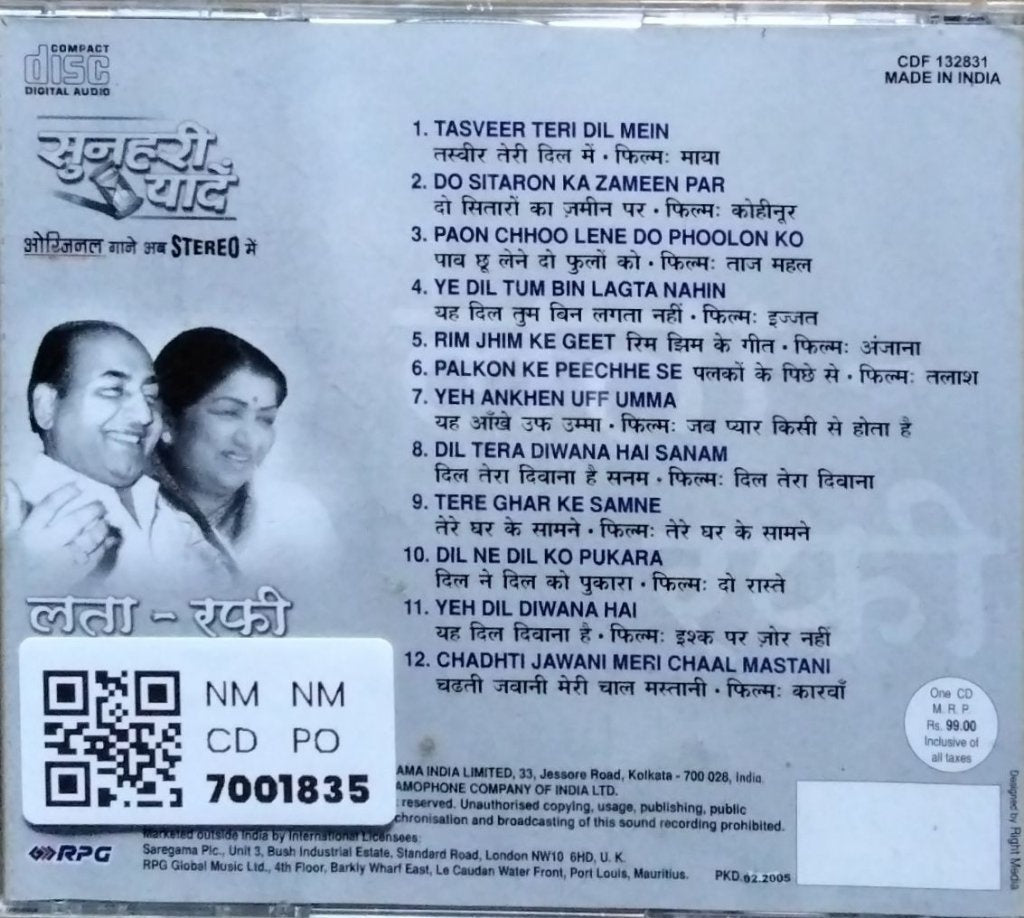 COMPACT
disc
DIGITAL AUDIO
CDF 132831
MADE IN INDIA
सुनहरी
यादें
ओरिजिनल गाने अब STEREO में
1. TASVEER TERI DIL MEIN
तस्वीर तेरी दिल में • फिल्मः माया
2. DO SITARON KA ZAMEEN PAR
दो सितारों का ज़मीन पर • फिल्मः कोहीनूर
3. PAON CHHOO LENE DO PHOOLON KO
पाव छू लेने दो फुलों को • फिल्मः ताज महल
4. YE DIL TUM BIN LAGTA NAHIN
यह दिल तुम बिन लगता नहीं • फिल्मः इज्जत
5. RIM JHIM KE GEET रिम झिम के गीत • फिल्मः अंजाना
6. PALKON KE PEECHHE SE पलकों के पिछे से • फिल्मः तलाश
7. YEH ANKHEN UFF UMMA
यह आँखे उफ उम्मा • फिल्मः जब प्यार किसी से होता है
8. DIL TERA DIWANA HAI SANAM
दिल तेरा दिवाना है सनम • फिल्मः दिल तेरा दिवाना
9. TERE GHAR KE SAMNE
तेरे घर के सामने • फिल्मः तेरे घर के सामने
10. DIL NE DIL KO PUKARA
दिल ने दिल को पुकारा • फिल्मः दो रास्ते
11. YEH DIL DIWANA HAI
यह दिल दिवाना है • फिल्मः इश्क पर ज़ोर नहीं
12. CHADHTI JAWANI MERI CHAAL MASTANI
चढती जवानी मेरी चाल मस्तानी • फिल्मः कारवाँ
लता - रफी
NM NM
CD PO
7001835
One CD
M. R. P.
Rs. 99.00
Inclusive of
all taxes
AMA INDIA LIMITED, 33, Jessore Road, Kolkata - 700 028, India.
AMOPHONE COMPANY OF INDIA LTD.
reserved. Unauthorised copying, usage, publishing, public
chronisation and broadcasting of this sound recording prohibited.
Marketed outside India by International Licensees:
Saregama Plc., Unit 3, Bush Industrial Estate, Standard Road, London NW10 6HD, U. K.
RPG Global Music Ltd., 4th Floor, Barkly Wharf East, Le Caudan Water Front, Port Louis, Mauritius.
PKD.02.2005
RPG
Designed by Right Media